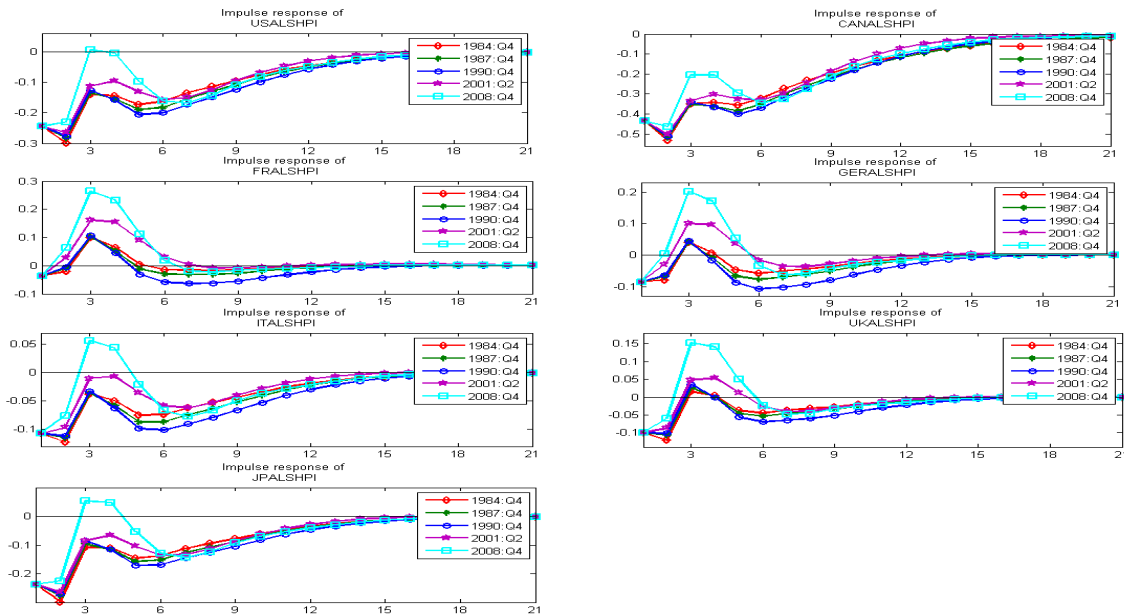 Impulse response of
USALSHPI
0
-0.1
-0.2
-0.3
3 6 9 12 15 18 21
1984:Q4
1987:Q4
1990:Q4
2001:Q2
2008:Q4
Impulse response of
CANALSHPI
0
-0.1
-0.2
-0.3
-0.4
-0.5
3 6 9 12 15 18 21
1984:Q4
1987:Q4
1990:Q4
2001:Q2
2008:Q4
Impulse response of
FRALSHPI
0.3
0.2
0.1
0
-0.1
3 6 9 12 15 18 21
1984:Q4
1987:Q4
1990:Q4
2001:Q2
2008:Q4
Impulse response of
GERALSHPI
0.2
0.1
0
-0.1
3 6 9 12 15 18 21
1984:Q4
1987:Q4
1990:Q4
2001:Q2
2008:Q4
Impulse response of
ITALSHPI
0.05
0
-0.05
-0.1
3 6 9 12 15 18 21
1984:Q4
1987:Q4
1990:Q4
2001:Q2
2008:Q4
Impulse response of
UKALSHPI
0.15
0.1
0.05
0
-0.05
-0.1
3 6 9 12 15 18 21
1984:Q4
1987:Q4
1990:Q4
2001:Q2
2008:Q4
Impulse response of
JPALSHPI
0
-0.1
-0.2
3 6 9 12 15 18 21
1984:Q4
1987:Q4
1990:Q4
2001:Q2
2008:Q4